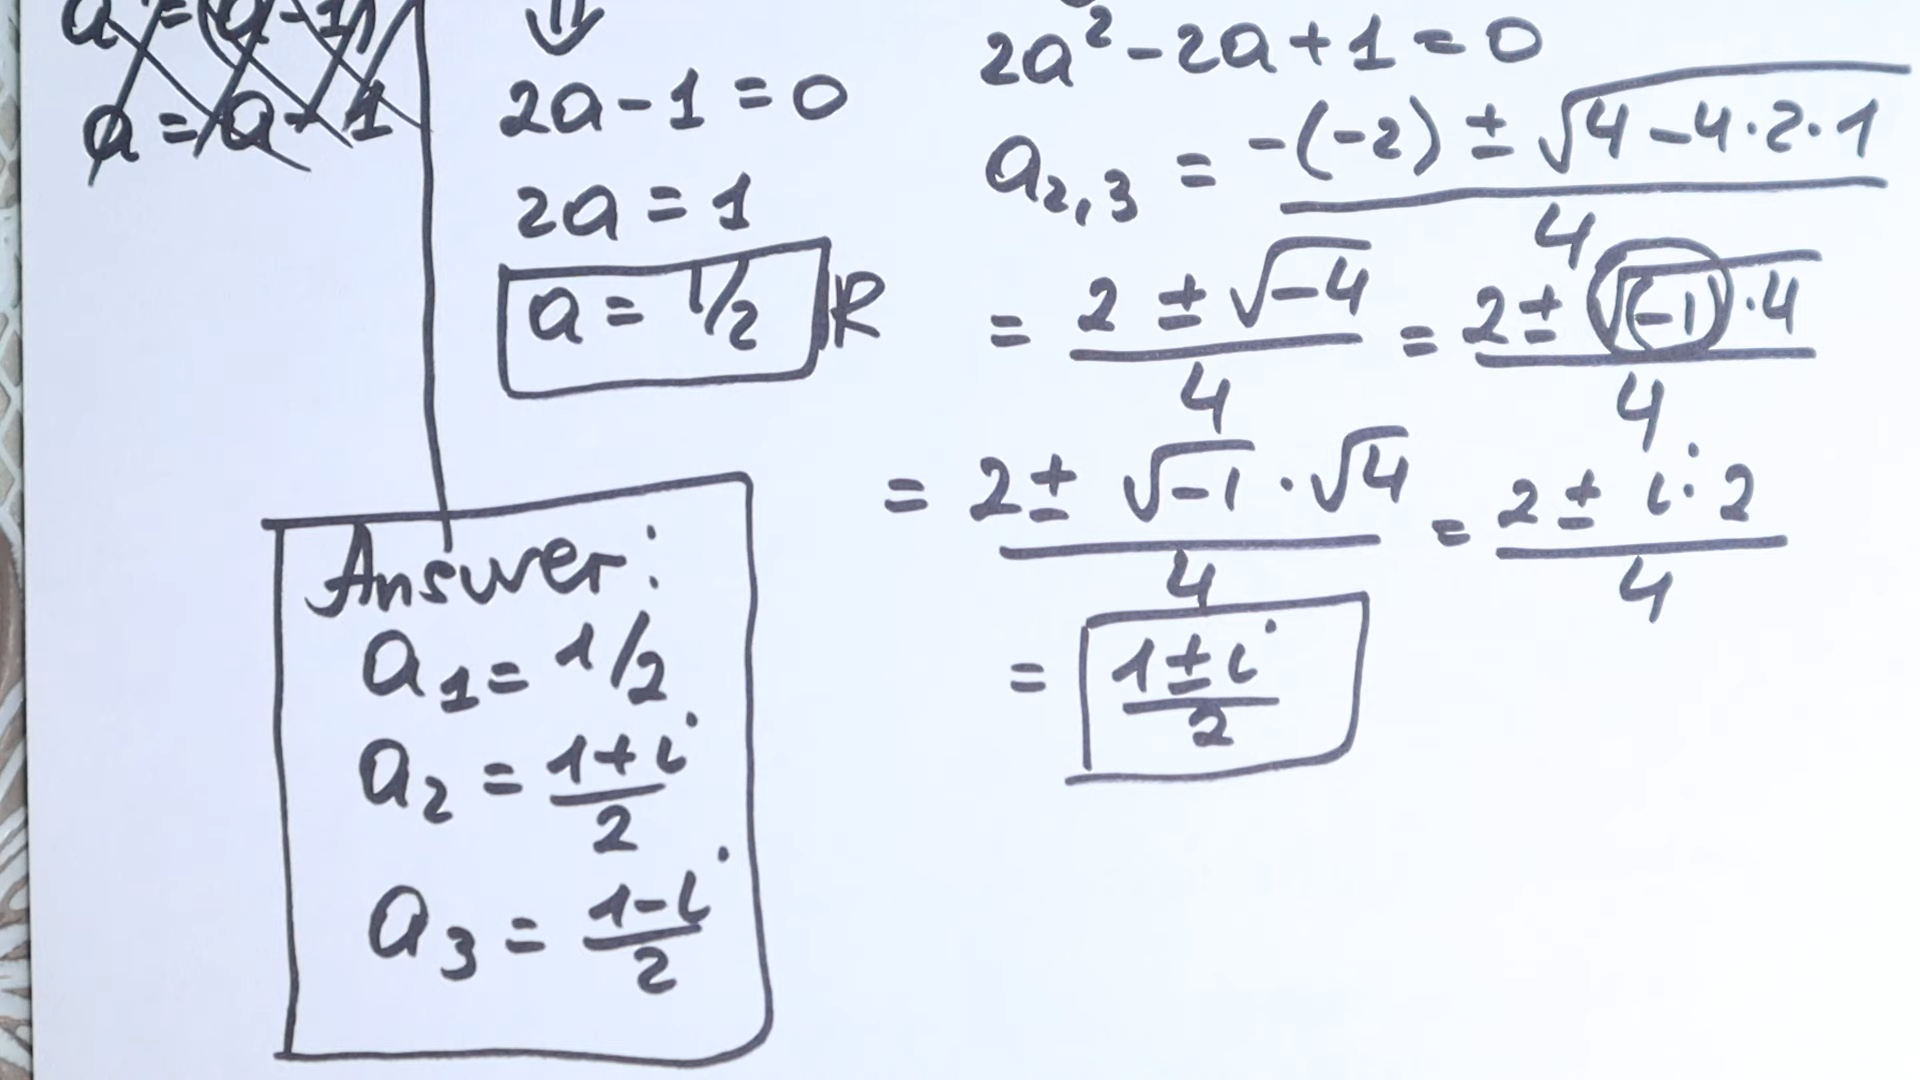 a = (a-1)
a = a-1
2a-1=0
2a=1
a = 1/2 R
2a²-2a+1=0
a₂,₃ = (-(-2) ± √(4-4·2·1))/4
= (2 ± √-4)/4 = (2 ± √((-1)·4))/4
= (2 ± √-1 · √4)/4 = (2 ± i·2)/4
= (1±i)/2
Answer:
a₁ = 1/2
a₂ = (1+i)/2
a₃ = (1-i)/2